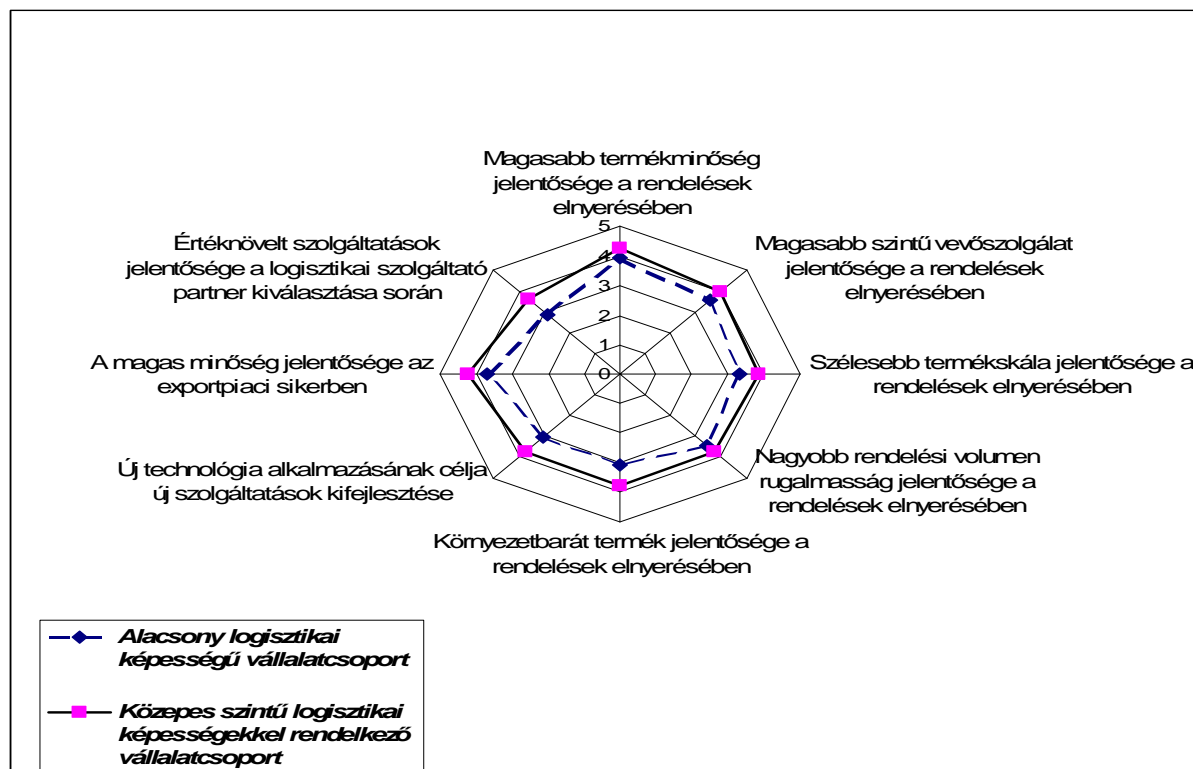 Magasabb termékminőség
jelentősége a rendelések
elnyerésében
Magasabb szintű vevőszolgálat
jelentősége a rendelések
elnyerésében
Szélesebb termékskála jelentősége a
rendelések elnyerésében
Nagyobb rendelési volumen
rugalmasság jelentősége a
rendelések elnyerésében
Környezetbarát termék jelentősége a
rendelések elnyerésében
Új technológia alkalmazásának célja
új szolgáltatások kifejlesztése
A magas minőség jelentősége az
exportpiaci sikerben
Értéknövelt szolgáltatások
jelentősége a logisztikai szolgáltató
partner kiválasztása során
5
4
3
2
1
0
Alacsony logisztikai
képességű vállalatcsoport
Közepes szintű logisztikai
képességekkel rendelkező
vállalatcsoport